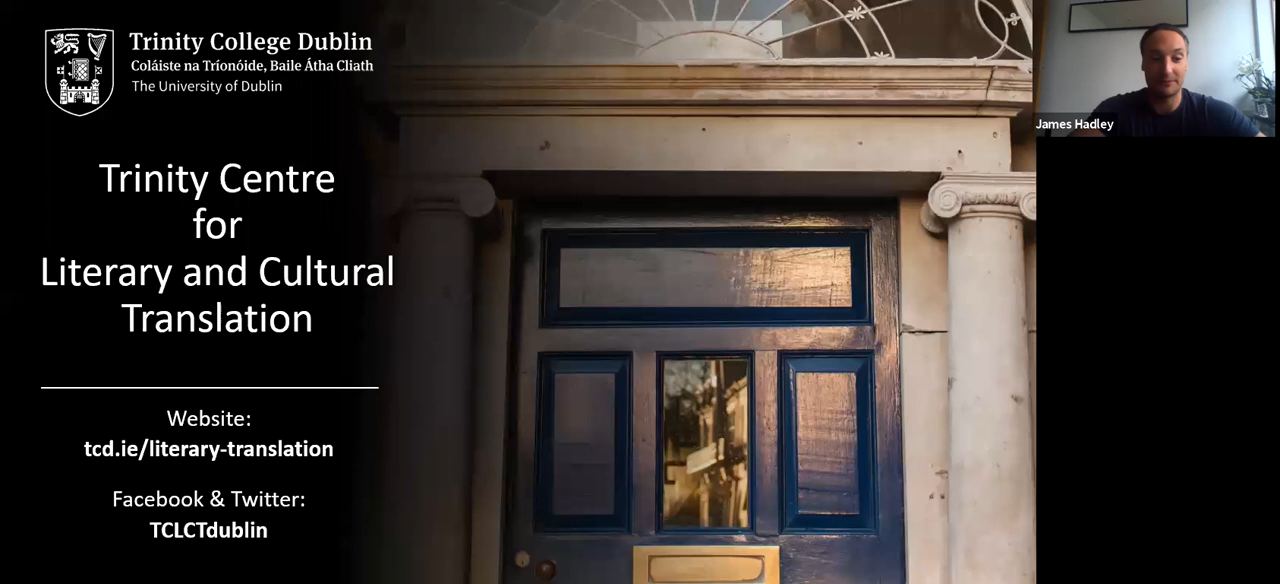 Trinity College Dublin
Coláiste na Tríonóide, Baile Átha Cliath
The University of Dublin
Trinity Centre
for
Literary and Cultural
Translation
Website:
tcd.ie/literary-translation
Facebook & Twitter:
TCLCTdublin
James Hadley